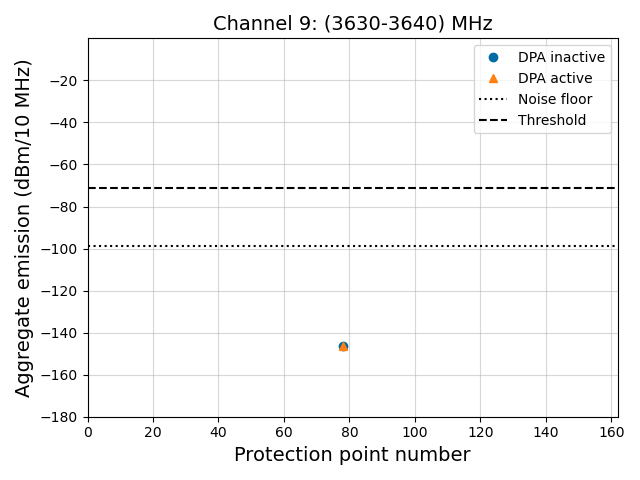 Channel 9: (3630-3640) MHz
DPA inactive
DPA active
Noise floor
Threshold
Aggregate emission (dBm/10 MHz)
−20
−40
−60
−80
−100
−120
−140
−160
−180
0 20 40 60 80 100 120 140 160
Protection point number